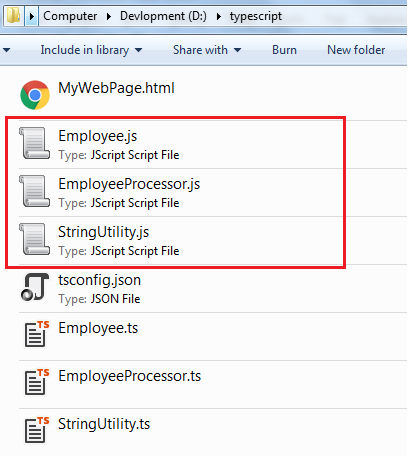 Computer Devlopment (D:) typescript
Include in library Share with Burn New folder
MyWebPage.html
Employee.js
Type: JScript Script File
EmployeeProcessor.js
Type: JScript Script File
StringUtility.js
Type: JScript Script File
tsconfig.json
Type: JSON File
TS
Employee.ts
TS
EmployeeProcessor.ts
TS
StringUtility.ts